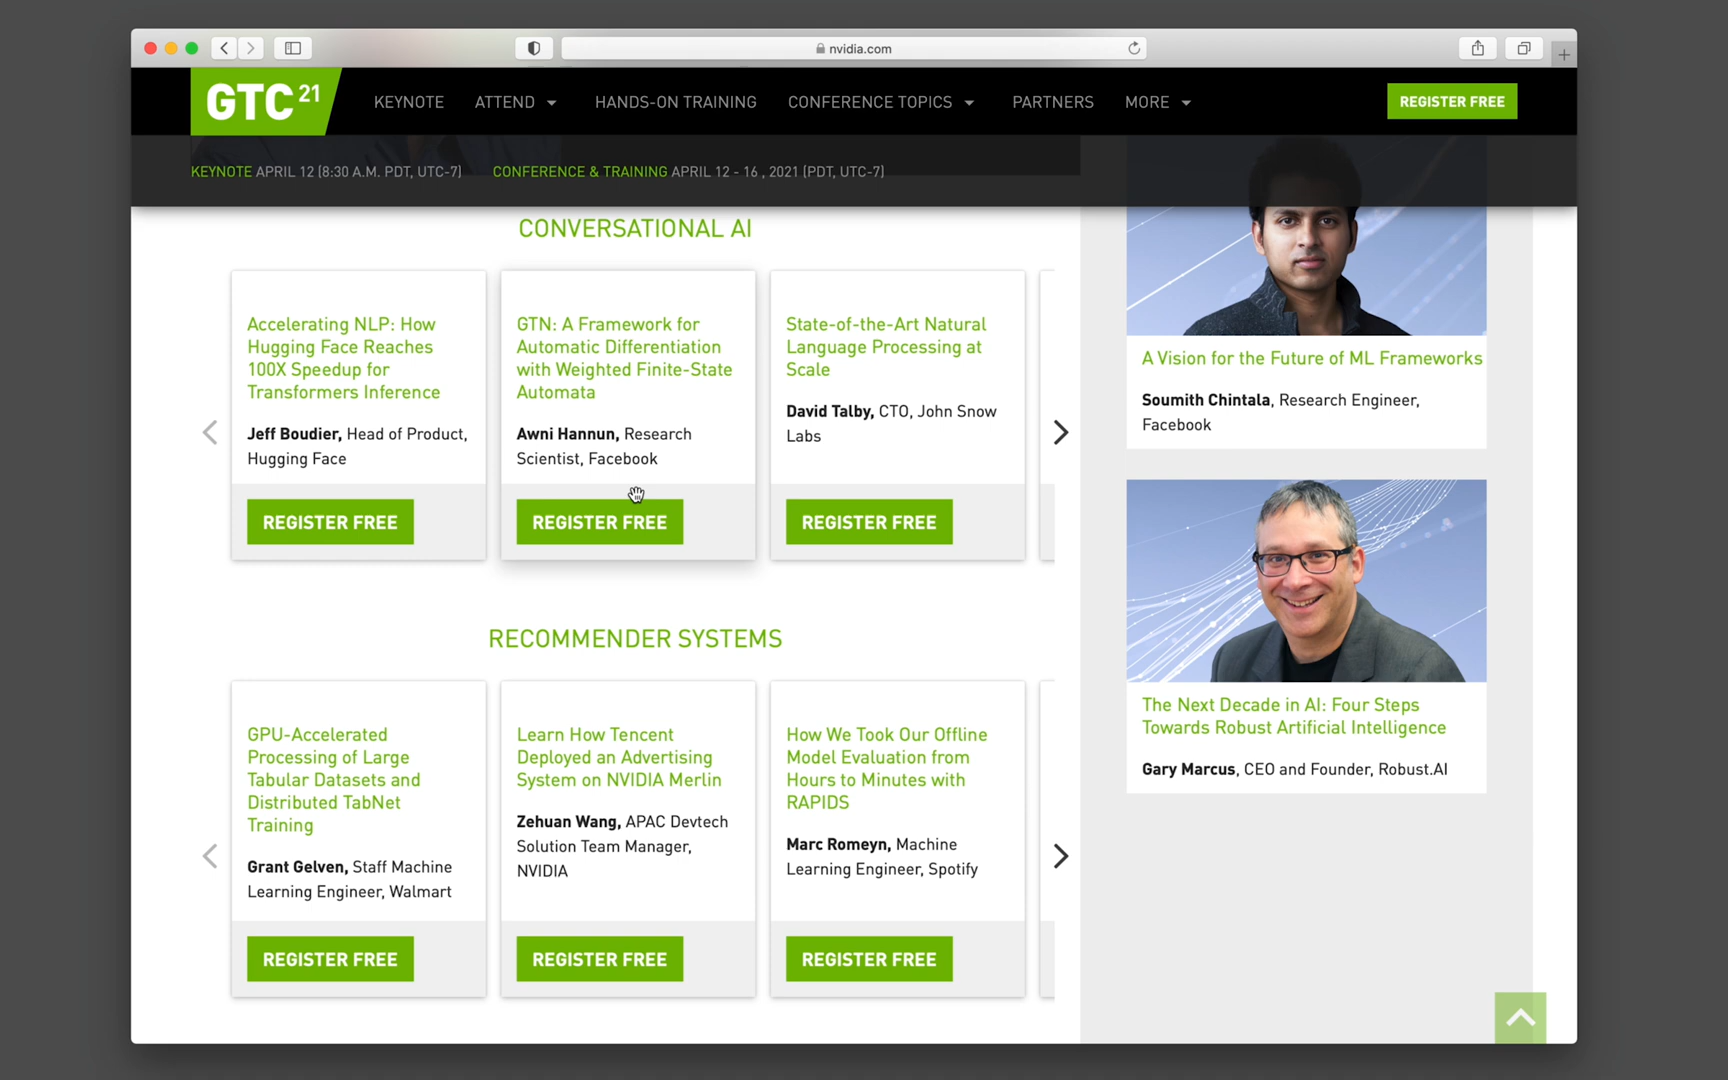 nvidia.com
GTC 21
KEYNOTE ATTEND HANDS-ON TRAINING CONFERENCE TOPICS PARTNERS MORE REGISTER FREE
KEYNOTE APRIL 12 (8:30 A.M. PDT, UTC-7) CONFERENCE & TRAINING APRIL 12 - 16 , 2021 (PDT, UTC-7)
CONVERSATIONAL AI
Accelerating NLP: How
Hugging Face Reaches
100X Speedup for
Transformers Inference
Jeff Boudier, Head of Product,
Hugging Face
REGISTER FREE
GTN: A Framework for
Automatic Differentiation
with Weighted Finite-State
Automata
Awni Hannun, Research
Scientist, Facebook
REGISTER FREE
State-of-the-Art Natural
Language Processing at
Scale
David Talby, CTO, John Snow
Labs
REGISTER FREE
RECOMMENDER SYSTEMS
GPU-Accelerated
Processing of Large
Tabular Datasets and
Distributed TabNet
Training
Grant Gelven, Staff Machine
Learning Engineer, Walmart
REGISTER FREE
Learn How Tencent
Deployed an Advertising
System on NVIDIA Merlin
Zehuan Wang, APAC Devtech
Solution Team Manager,
NVIDIA
REGISTER FREE
How We Took Our Offline
Model Evaluation from
Hours to Minutes with
RAPIDS
Marc Romeyn, Machine
Learning Engineer, Spotify
REGISTER FREE
A Vision for the Future of ML Frameworks
Soumith Chintala, Research Engineer,
Facebook
The Next Decade in AI: Four Steps
Towards Robust Artificial Intelligence
Gary Marcus, CEO and Founder, Robust.AI